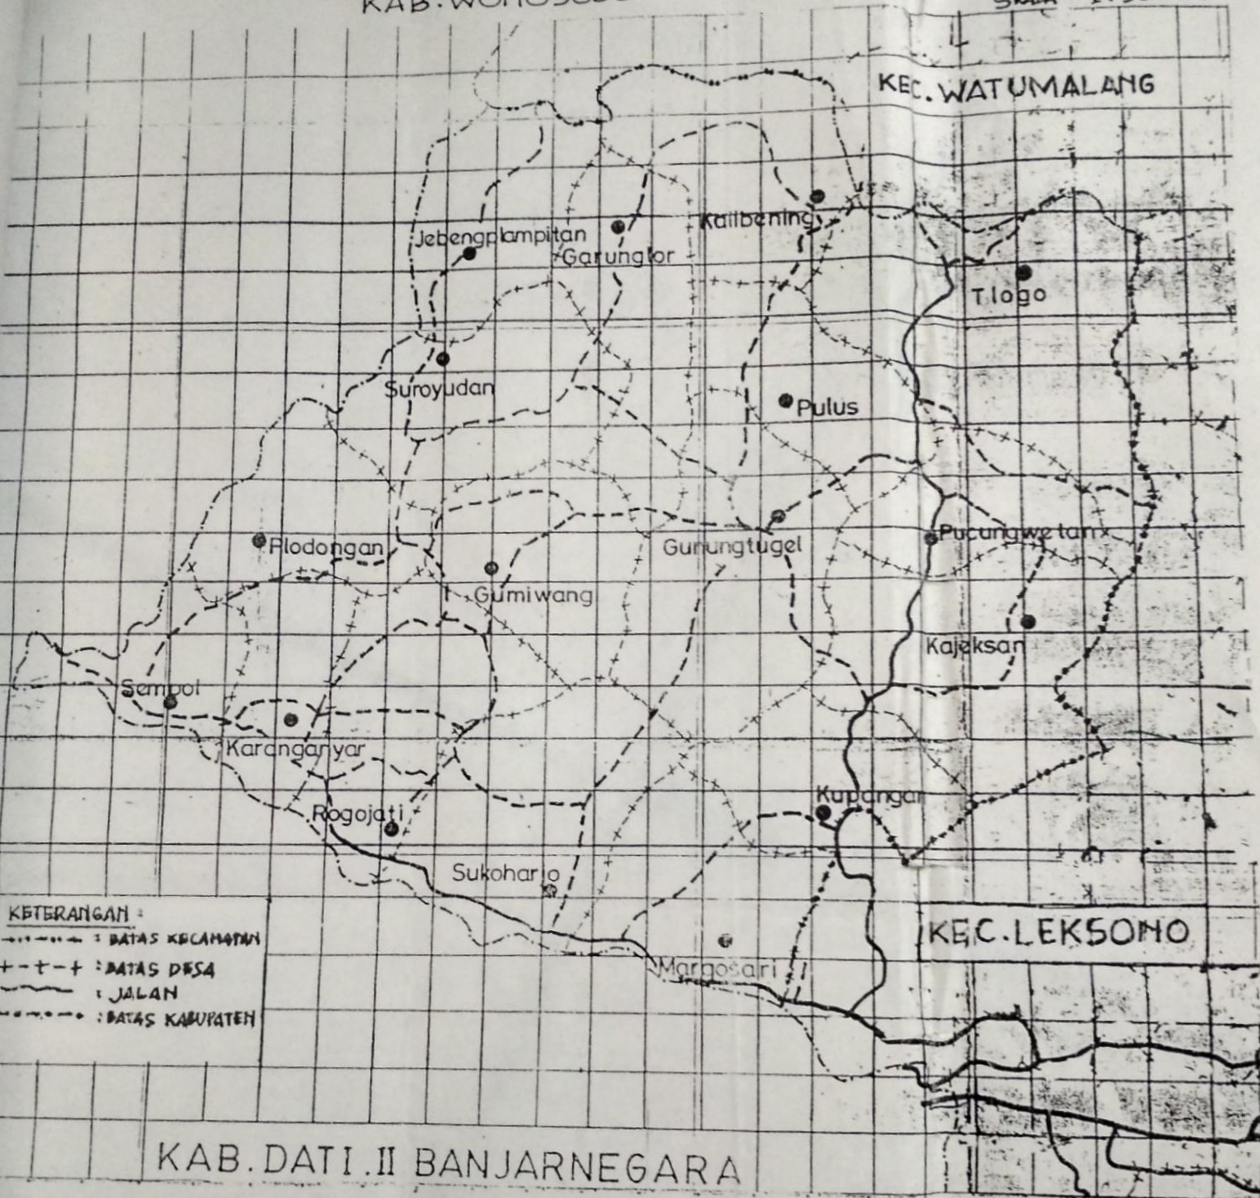 KEC. WATUMALANG
Kalibening
Jebengplampitan
Garunglor
Tlogo
Suroyudan
Pulus
Pucungwetan
Gunungtugel
Plodongan
Gumiwang
Kajeksan
Sempol
Karanganyar
Kupangan
Rogojati
Sukoharjo
KETERANGAN :
: BATAS KECAMATAN
: BATAS DESA
: JALAN
: BATAS KABUPATEN
KEC. LEKSONO
Margosari
KAB. DATI. II BANJARNEGARA